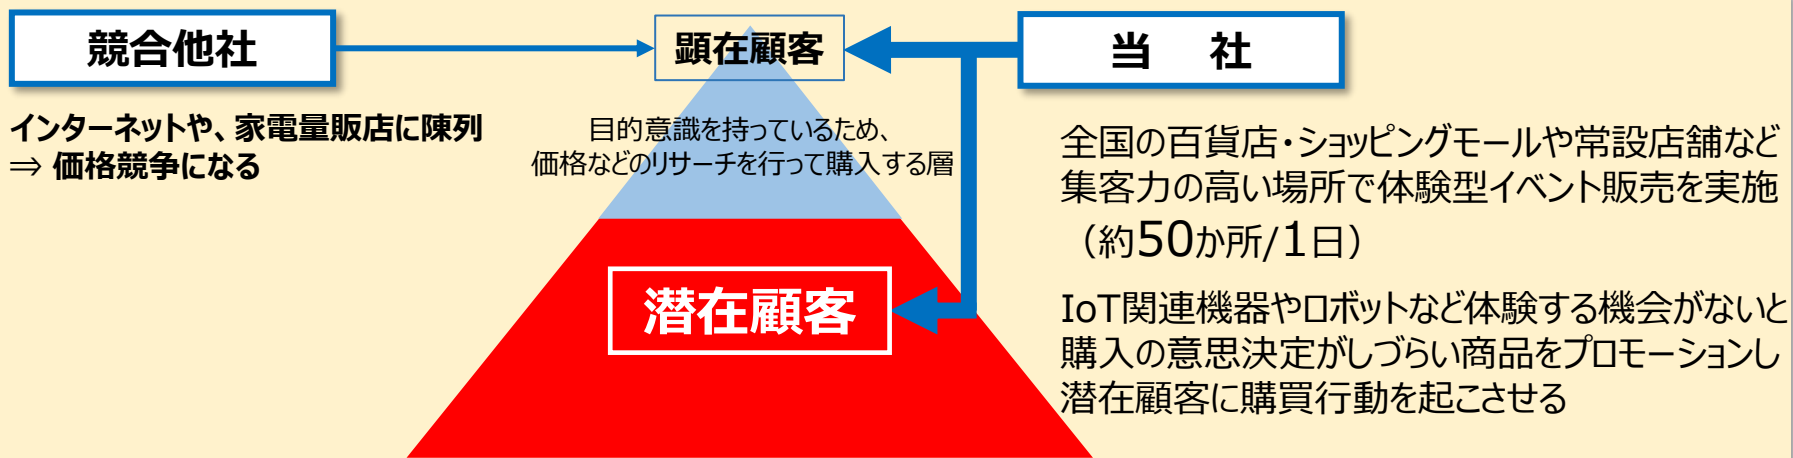 競合他社
インターネットや、家電量販店に陳列
⇒ 価格競争になる
顕在顧客
目的意識を持っているため、
価格などのリサーチを行って購入する層
潜在顧客
当 社
全国の百貨店・ショッピングモールや常設店舗など
集客力の高い場所で体験型イベント販売を実施
（約50か所/1日）
IoT関連機器やロボットなど体験する機会がないと
購入の意思決定がしづらい商品をプロモーションし
潜在顧客に購買行動を起こさせる